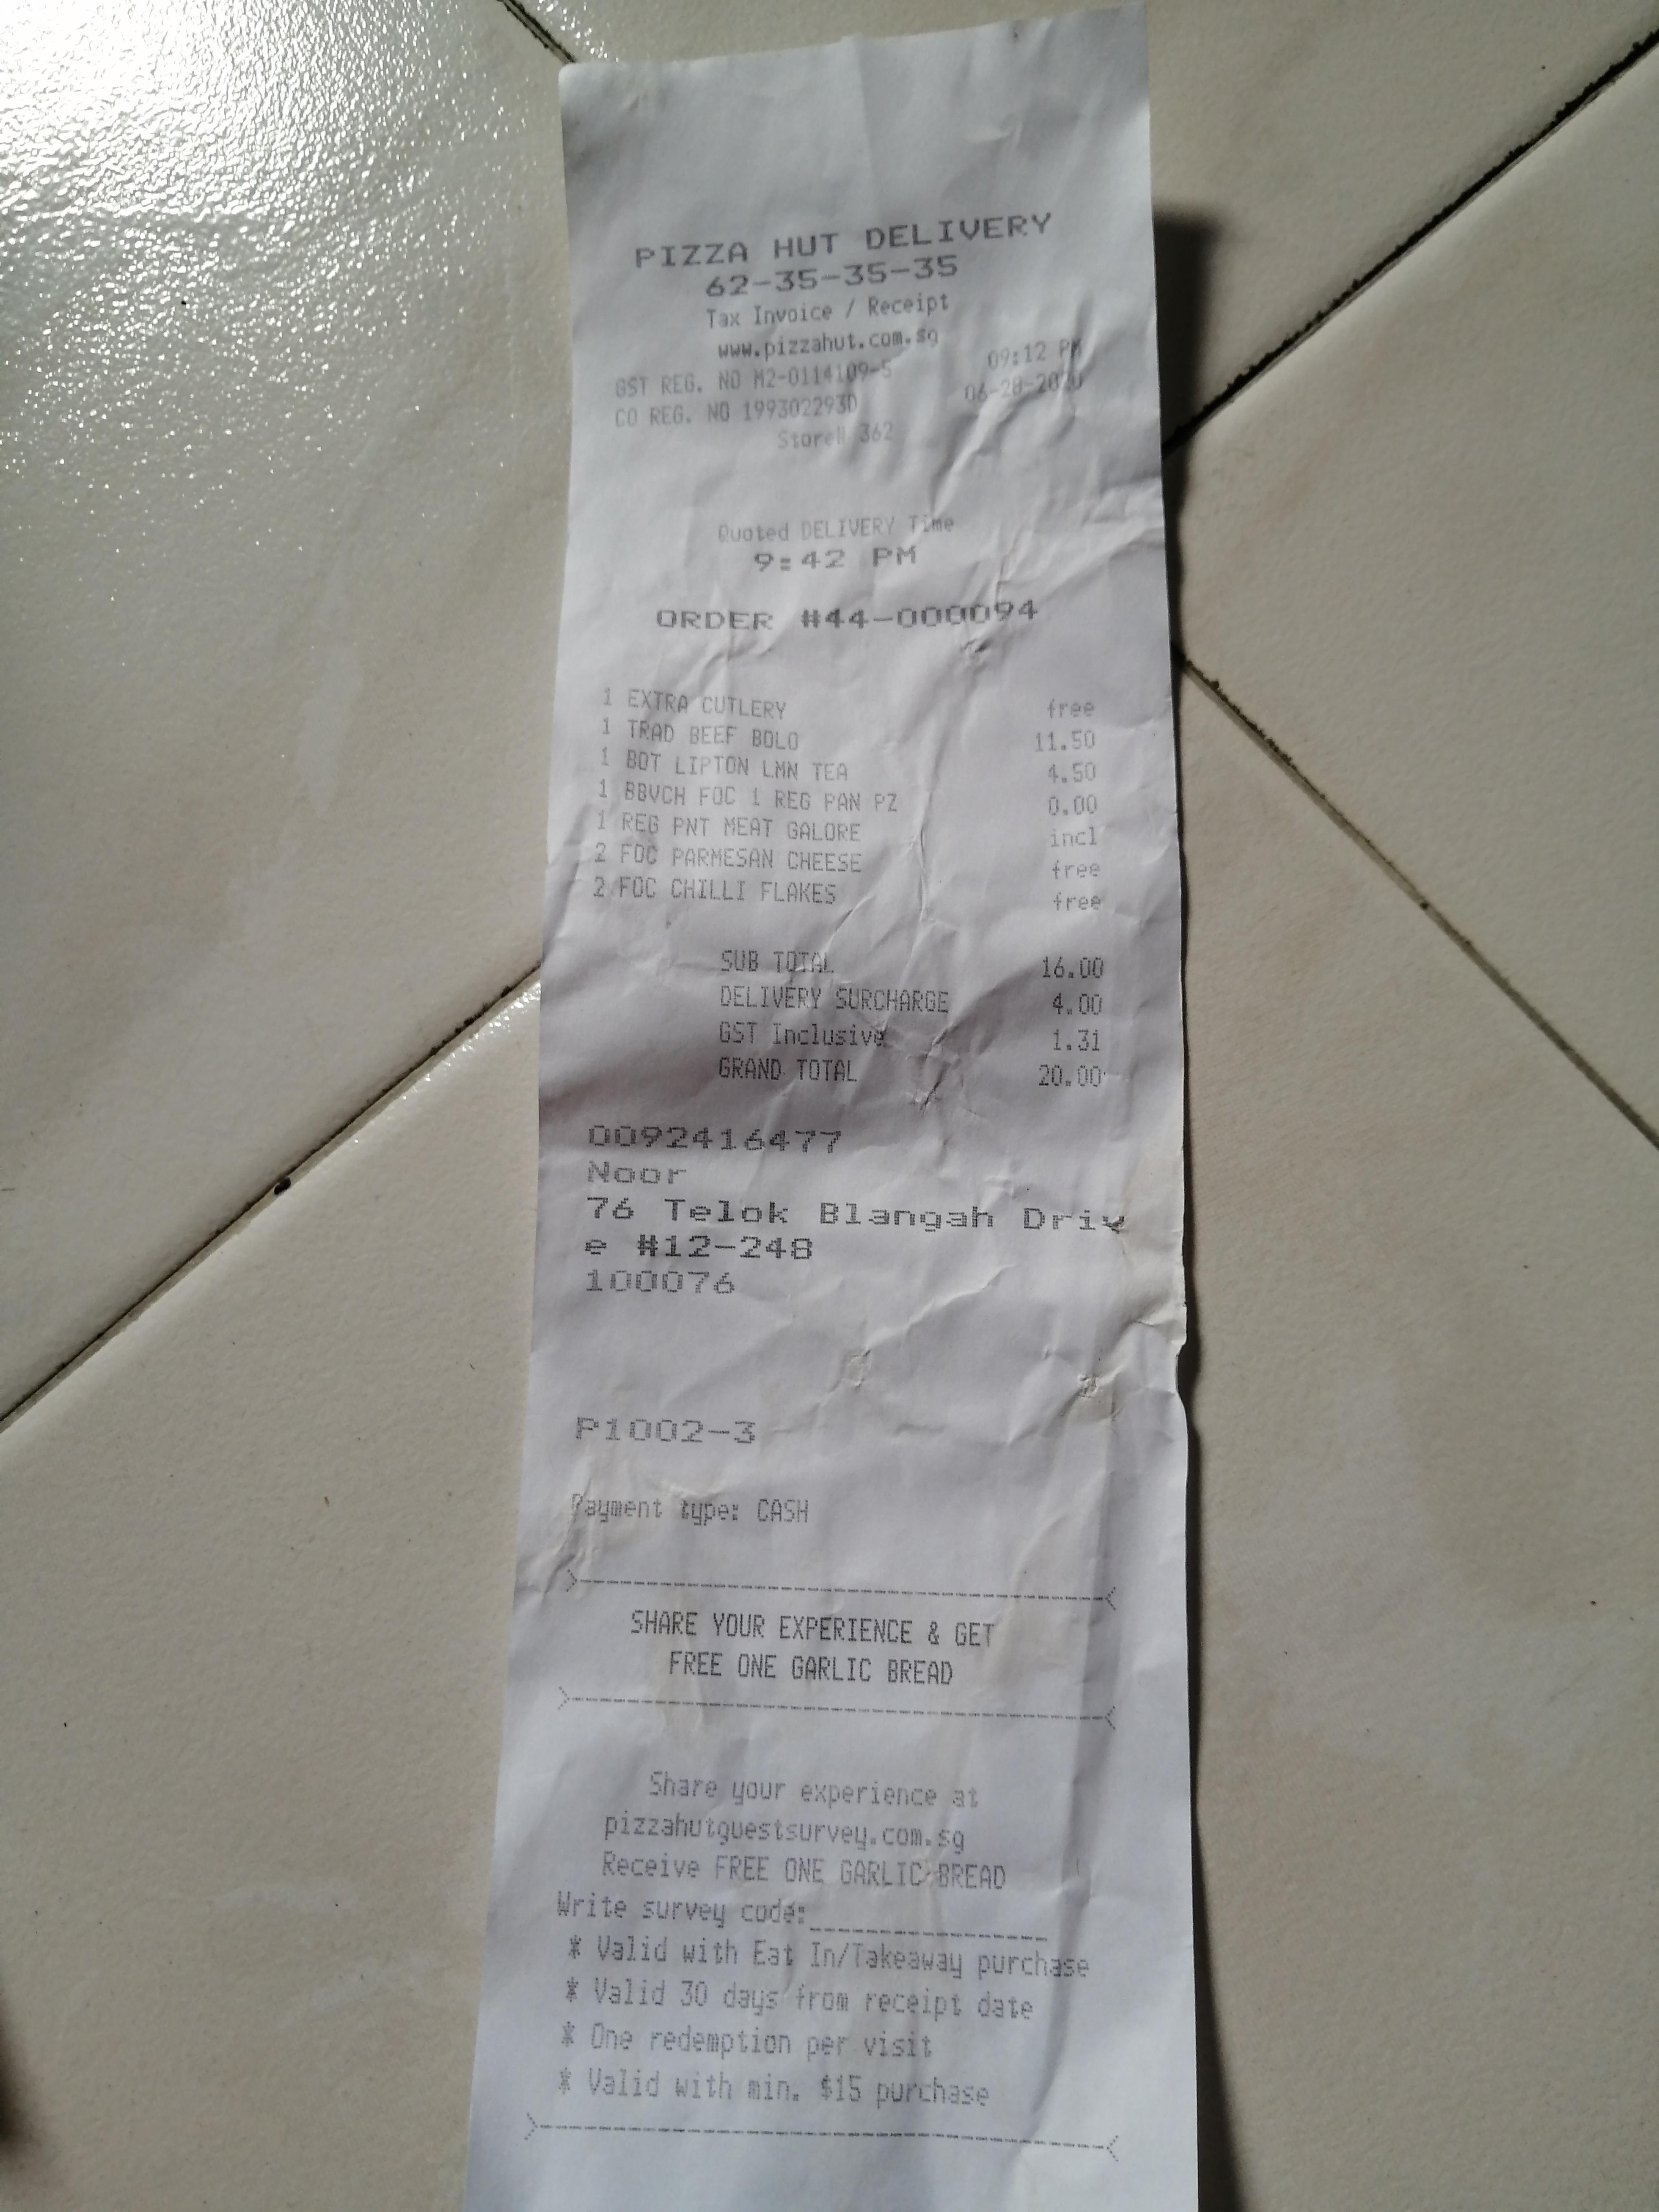 PIZZA HUT DELIVERY
62-35-35-35
Tax Invoice / Receipt
www.pizzahut.com.sg
GST REG. NO M2-0114109-5 09:12 PM
CO REG. NO 199302293D 06-28-2020
Store# 362
Quoted DELIVERY Time
9:42 PM
ORDER #44-000094
1 EXTRA CUTLERY free
1 TRAD BEEF BOLO 11.50
1 BOT LIPTON LMN TEA 4.50
1 BBVCH FOC 1 REG PAN PZ 0.00
1 REG PNT MEAT GALORE incl
2 FOC PARMESAN CHEESE free
2 FOC CHILLI FLAKES free
SUB TOTAL 16.00
DELIVERY SURCHARGE 4.00
GST Inclusive 1.31
GRAND TOTAL 20.00
0092416477
Noor
76 Telok Blangah Driv
e #12-248
100076
P1002-3
Payment type: CASH
SHARE YOUR EXPERIENCE & GET
FREE ONE GARLIC BREAD
Share your experience at
pizzahutguestsurvey.com.sg
Receive FREE ONE GARLIC BREAD
Write survey code:
* Valid with Eat In/Takeaway purchase
* Valid 30 days from receipt date
* One redemption per visit
* Valid with min. $15 purchase